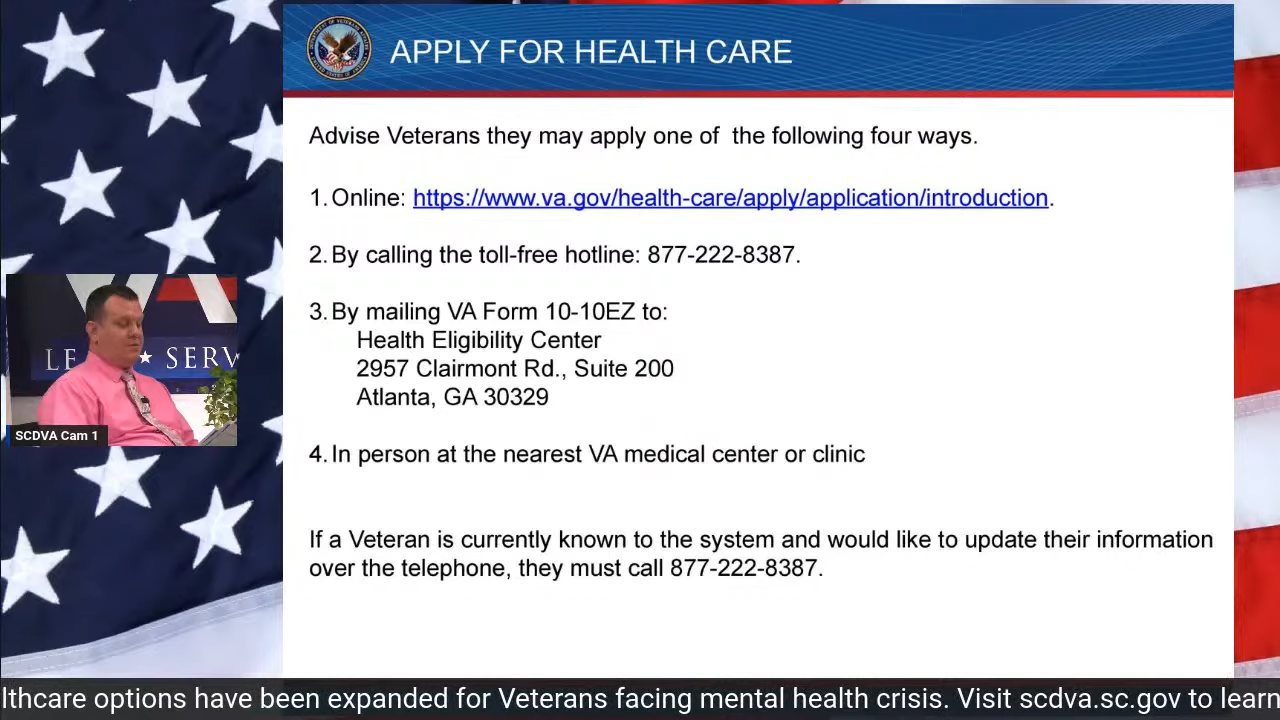 APPLY FOR HEALTH CARE
Advise Veterans they may apply one of the following four ways.
1. Online: https://www.va.gov/health-care/apply/application/introduction.
2. By calling the toll-free hotline: 877-222-8387.
3. By mailing VA Form 10-10EZ to:
Health Eligibility Center
2957 Clairmont Rd., Suite 200
Atlanta, GA 30329
4. In person at the nearest VA medical center or clinic
If a Veteran is currently known to the system and would like to update their information
over the telephone, they must call 877-222-8387.
LE ★ SERV
SCDVA Cam 1
lthcare options have been expanded for Veterans facing mental health crisis. Visit scdva.sc.gov to learn